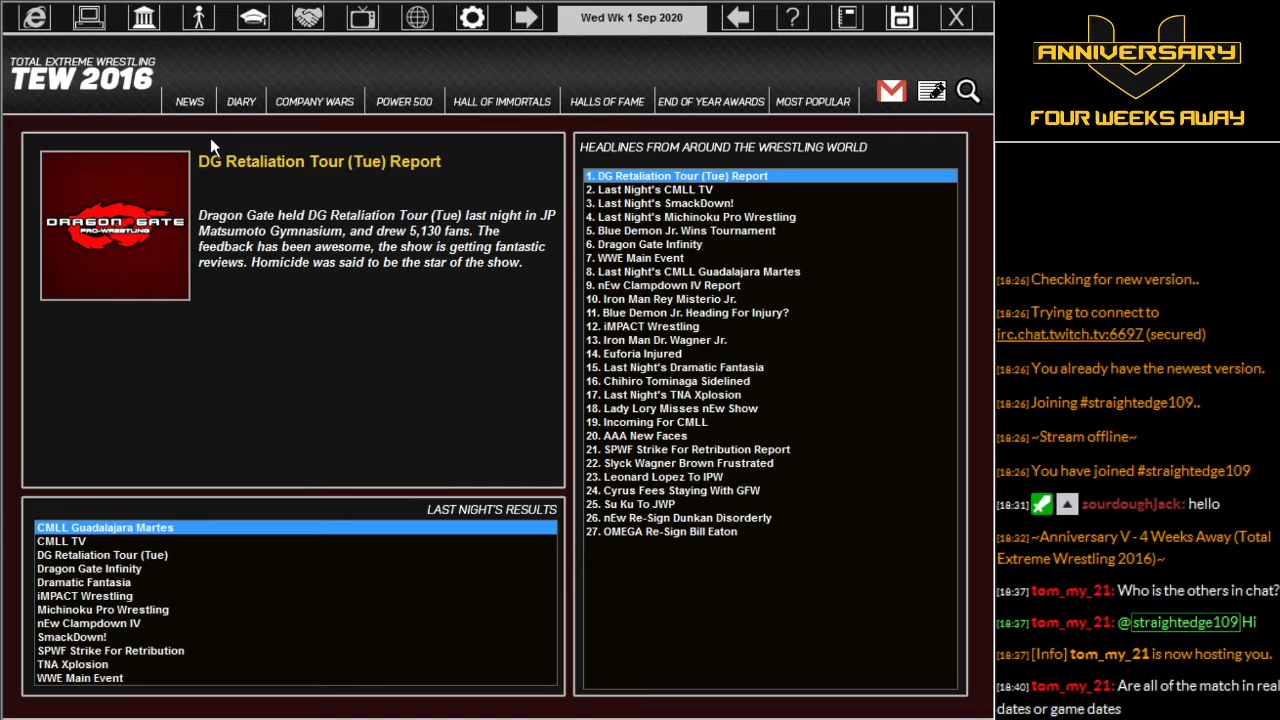 Wed Wk 1 Sep 2020
?
X
TOTAL EXTREME WRESTLING
TEW 2016
NEWS
DIARY
COMPANY WARS
POWER 500
HALL OF IMMORTALS
HALLS OF FAME
END OF YEAR AWARDS
MOST POPULAR
DRAGON GATE
PRO-WRESTLING
DG Retaliation Tour (Tue) Report
Dragon Gate held DG Retaliation Tour (Tue) last night in JP
Matsumoto Gymnasium, and drew 5,130 fans. The
feedback has been awesome, the show is getting fantastic
reviews. Homicide was said to be the star of the show.
LAST NIGHT'S RESULTS
CMLL Guadalajara Martes
CMLL TV
DG Retaliation Tour (Tue)
Dragon Gate Infinity
Dramatic Fantasia
iMPACT Wrestling
Michinoku Pro Wrestling
nEw Clampdown IV
SmackDown!
SPWF Strike For Retribution
TNA Xplosion
WWE Main Event
HEADLINES FROM AROUND THE WRESTLING WORLD
1. DG Retaliation Tour (Tue) Report
2. Last Night's CMLL TV
3. Last Night's SmackDown!
4. Last Night's Michinoku Pro Wrestling
5. Blue Demon Jr. Wins Tournament
6. Dragon Gate Infinity
7. WWE Main Event
8. Last Night's CMLL Guadalajara Martes
9. nEw Clampdown IV Report
10. Iron Man Rey Misterio Jr.
11. Blue Demon Jr. Heading For Injury?
12. iMPACT Wrestling
13. Iron Man Dr. Wagner Jr.
14. Euforia Injured
15. Last Night's Dramatic Fantasia
16. Chihiro Tominaga Sidelined
17. Last Night's TNA Xplosion
18. Lady Lory Misses nEw Show
19. Incoming For CMLL
20. AAA New Faces
21. SPWF Strike For Retribution Report
22. Slyck Wagner Brown Frustrated
23. Leonard Lopez To IPW
24. Cyrus Fees Staying With GFW
25. Su Ku To JWP
26. nEw Re-Sign Dunkan Disorderly
27. OMEGA Re-Sign Bill Eaton
ANNIVERSARY
FOUR WEEKS AWAY
[18:26] Checking for new version..
[18:26] Trying to connect to
irc.chat.twitch.tv:6697 (secured)
[18:26] You already have the newest version.
[18:26] Joining #straightedge109..
[18:26] ~Stream offline~
[18:26] You have joined #straightedge109
[18:31] sourdoughjack: hello
[18:32] ~Anniversary V - 4 Weeks Away (Total
Extreme Wrestling 2016)~
[18:37] tom_my_21: Who is the others in chat?
[18:37] tom_my_21: @straightedge109 Hi
[18:37] [Info] tom_my_21 is now hosting you.
[18:40] tom_my_21: Are all of the match in real
dates or game dates